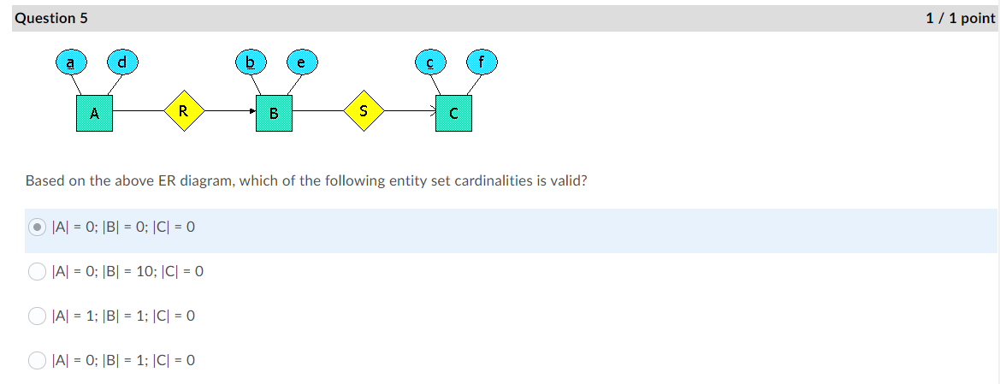 Question 5 1 / 1 point
a d b e c f
A R B S C
Based on the above ER diagram, which of the following entity set cardinalities is valid?
|A| = 0; |B| = 0; |C| = 0
|A| = 0; |B| = 10; |C| = 0
|A| = 1; |B| = 1; |C| = 0
|A| = 0; |B| = 1; |C| = 0